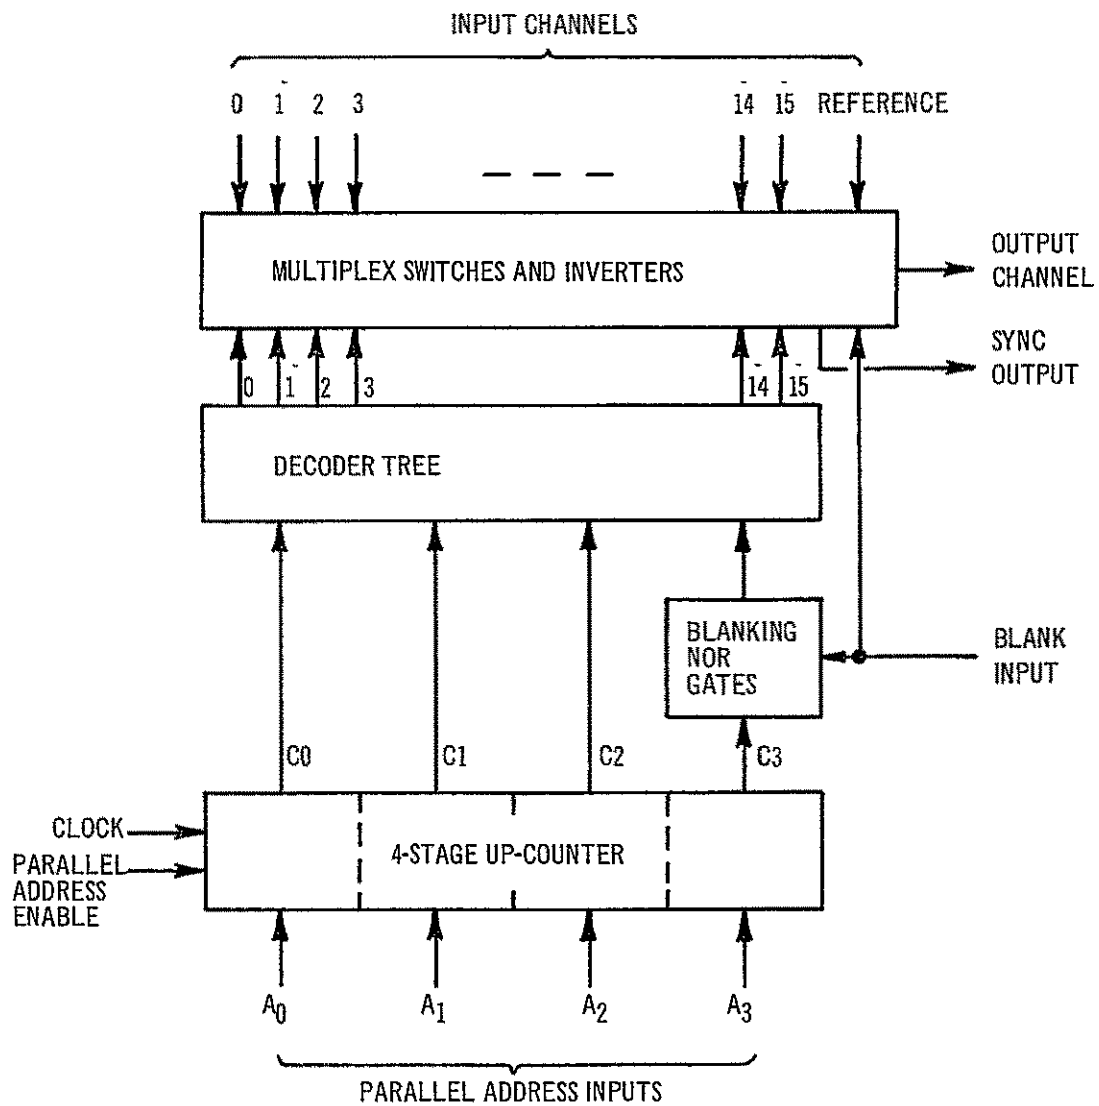 INPUT CHANNELS
0 1 2 3 14 15 REFERENCE
MULTIPLEX SWITCHES AND INVERTERS
OUTPUT
CHANNEL
SYNC
OUTPUT
0 1 2 3 14 15
DECODER TREE
BLANKING
NOR
GATES
BLANK
INPUT
C0 C1 C2 C3
CLOCK
PARALLEL
ADDRESS
ENABLE
4-STAGE UP-COUNTER
A0 A1 A2 A3
PARALLEL ADDRESS INPUTS